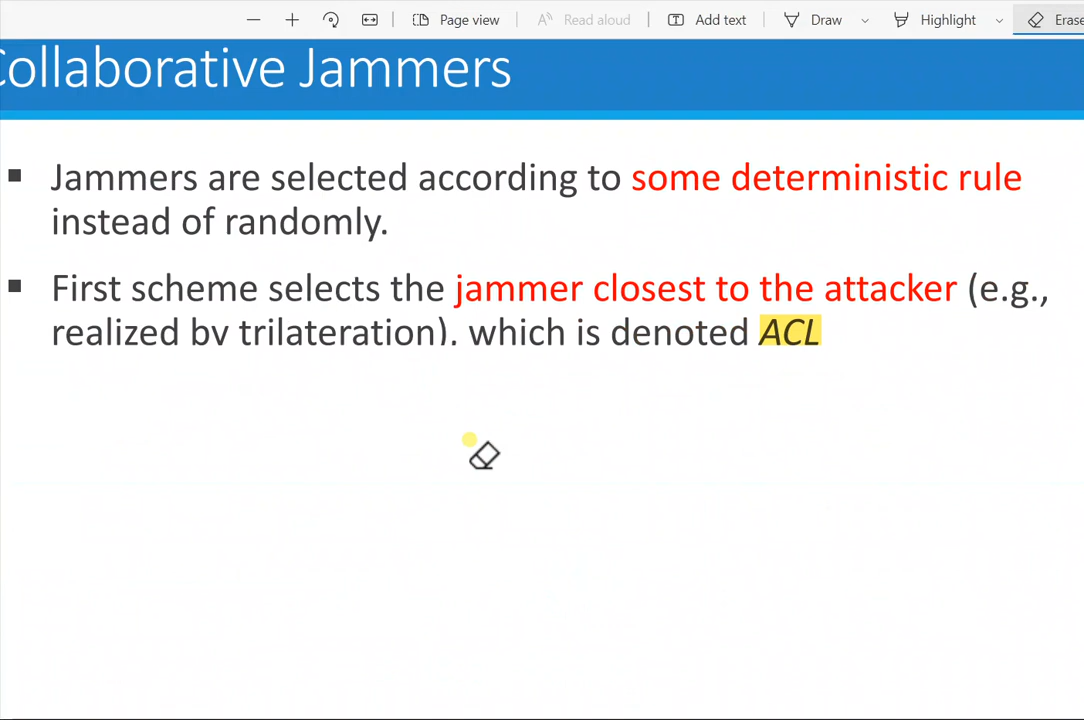 Page view
Read aloud
Add text
Draw
Highlight
Erase
Collaborative Jammers
▪ Jammers are selected according to some deterministic rule
instead of randomly.
▪ First scheme selects the jammer closest to the attacker (e.g.,
realized by trilateration), which is denoted ACL